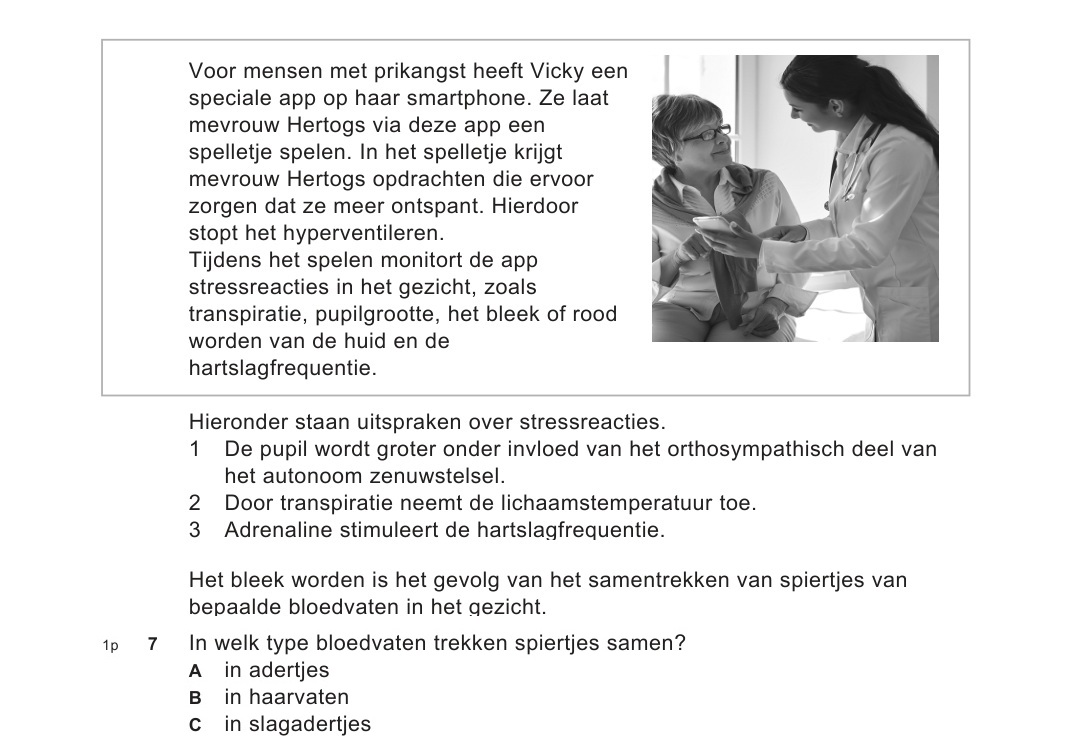 Voor mensen met prikangst heeft Vicky een
speciale app op haar smartphone. Ze laat
mevrouw Hertogs via deze app een
spelletje spelen. In het spelletje krijgt
mevrouw Hertogs opdrachten die ervoor
zorgen dat ze meer ontspant. Hierdoor
stopt het hyperventileren.
Tijdens het spelen monitort de app
stressreacties in het gezicht, zoals
transpiratie, pupilgrootte, het bleek of rood
worden van de huid en de
hartslagfrequentie.
Hieronder staan uitspraken over stressreacties.
1 De pupil wordt groter onder invloed van het orthosympathisch deel van
het autonoom zenuwstelsel.
2 Door transpiratie neemt de lichaamstemperatuur toe.
3 Adrenaline stimuleert de hartslagfrequentie.
Het bleek worden is het gevolg van het samentrekken van spiertjes van
bepaalde bloedvaten in het gezicht.
1p 7 In welk type bloedvaten trekken spiertjes samen?
A in adertjes
B in haarvaten
C in slagadertjes